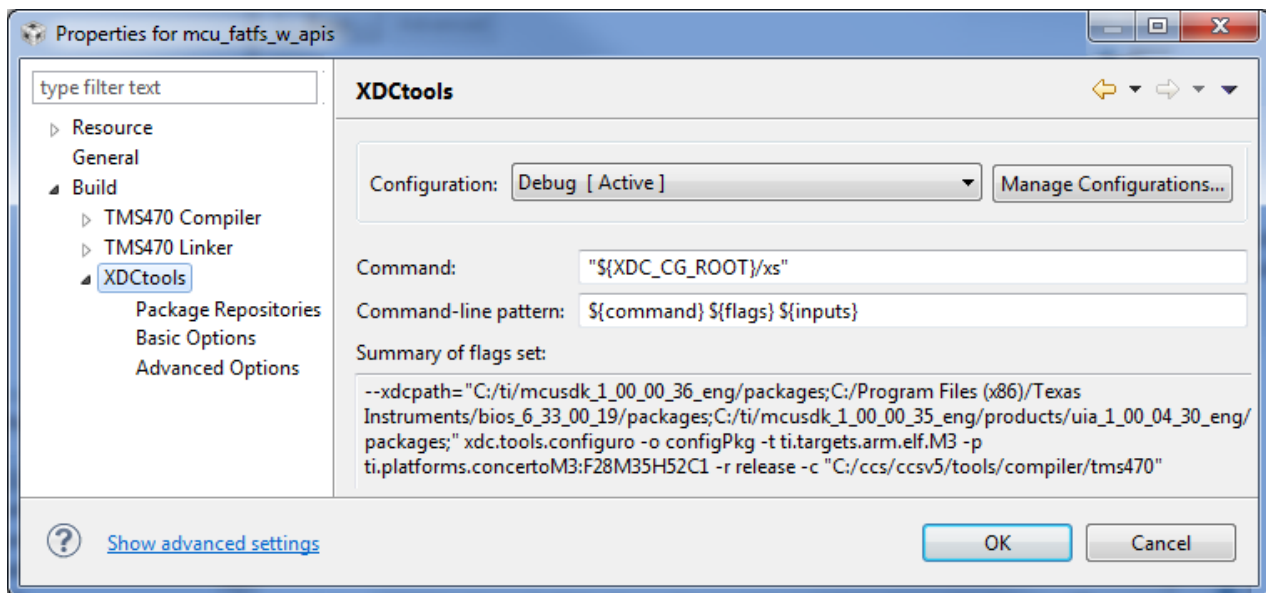 Properties for mcu_fatfs_w_apis
type filter text
Resource
General
Build
TMS470 Compiler
TMS470 Linker
XDCtools
Package Repositories
Basic Options
Advanced Options
XDCtools
Configuration: Debug [ Active ] Manage Configurations...
Command: "${XDC_CG_ROOT}/xs"
Command-line pattern: ${command} ${flags} ${inputs}
Summary of flags set:
--xdcpath="C:/ti/mcusdk_1_00_00_36_eng/packages;C:/Program Files (x86)/Texas
Instruments/bios_6_33_00_19/packages;C:/ti/mcusdk_1_00_00_35_eng/products/uia_1_00_04_30_eng/
packages;" xdc.tools.configuro -o configPkg -t ti.targets.arm.elf.M3 -p
ti.platforms.concertoM3:F28M35H52C1 -r release -c "C:/ccs/ccsv5/tools/compiler/tms470"
? Show advanced settings OK Cancel